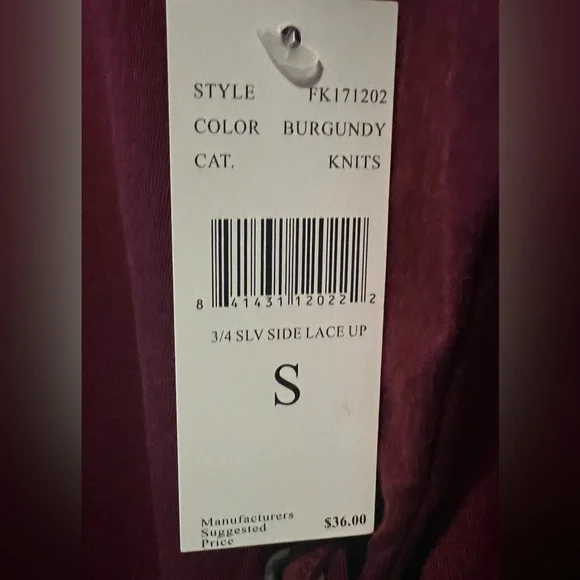 STYLE FK171202
COLOR BURGUNDY
CAT. KNITS
8 41431 12022 2
3/4 SLV SIDE LACE UP
S
Manufacturers
Suggested
Price $36.00